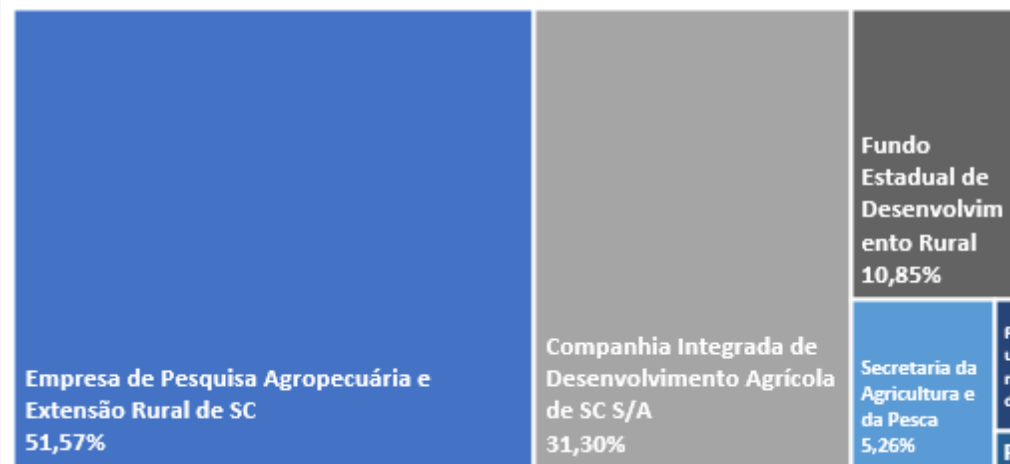 Empresa de Pesquisa Agropecuária e
Extensão Rural de SC
51,57%
Companhia Integrada de
Desenvolvimento Agrícola
de SC S/A
31,30%
Fundo
Estadual de
Desenvolvim
ento Rural
10,85%
Secretaria da
Agricultura e
da Pesca
5,26%